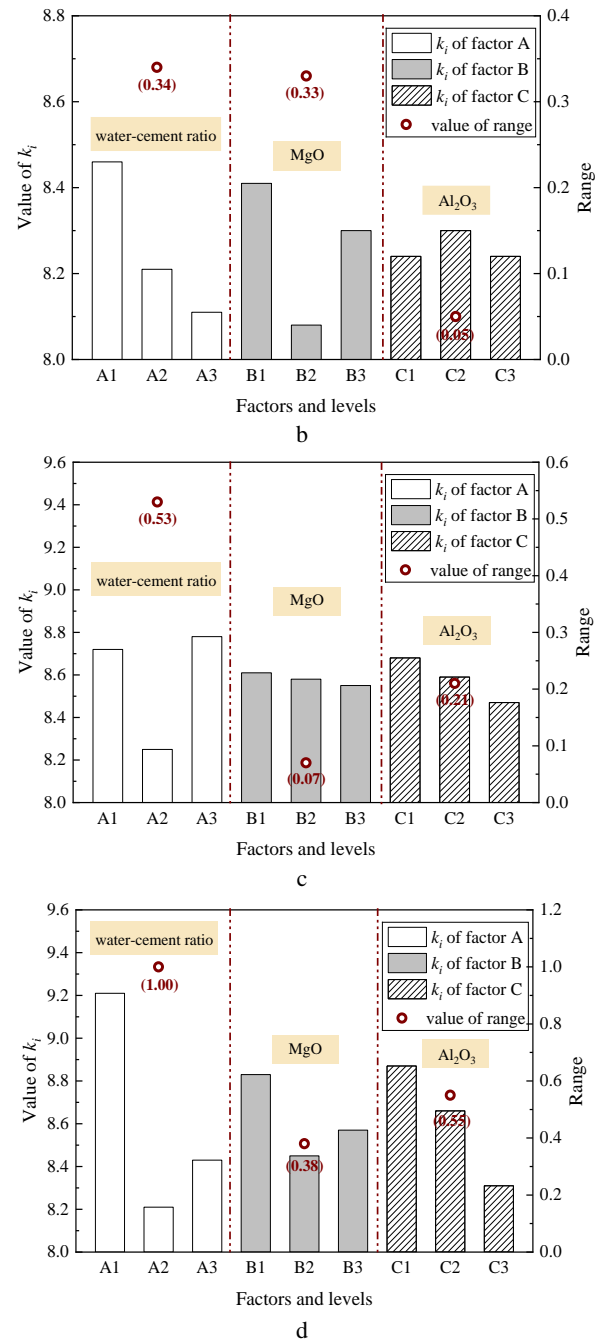 8.8
8.6
8.4
8.2
8.0
Value of kᵢ
0.4
0.3
0.2
0.1
0.0
Range
kᵢ of factor A
kᵢ of factor B
kᵢ of factor C
value of range
(0.34)
(0.33)
(0.05)
water-cement ratio
MgO
Al₂O₃
A1 A2 A3 B1 B2 B3 C1 C2 C3
Factors and levels
b
9.6
9.4
9.2
9.0
8.8
8.6
8.4
8.2
8.0
Value of kᵢ
0.6
0.5
0.4
0.3
0.2
0.1
0.0
Range
kᵢ of factor A
kᵢ of factor B
kᵢ of factor C
value of range
(0.53)
water-cement ratio
MgO
Al₂O₃
(0.07)
(0.21)
A1 A2 A3 B1 B2 B3 C1 C2 C3
Factors and levels
c
9.6
9.4
9.2
9.0
8.8
8.6
8.4
8.2
8.0
Value of kᵢ
1.2
1.0
0.8
0.6
0.4
0.2
0.0
Range
kᵢ of factor A
kᵢ of factor B
kᵢ of factor C
value of range
water-cement ratio
(1.00)
MgO
Al₂O₃
(0.38)
(0.55)
A1 A2 A3 B1 B2 B3 C1 C2 C3
Factors and levels
d